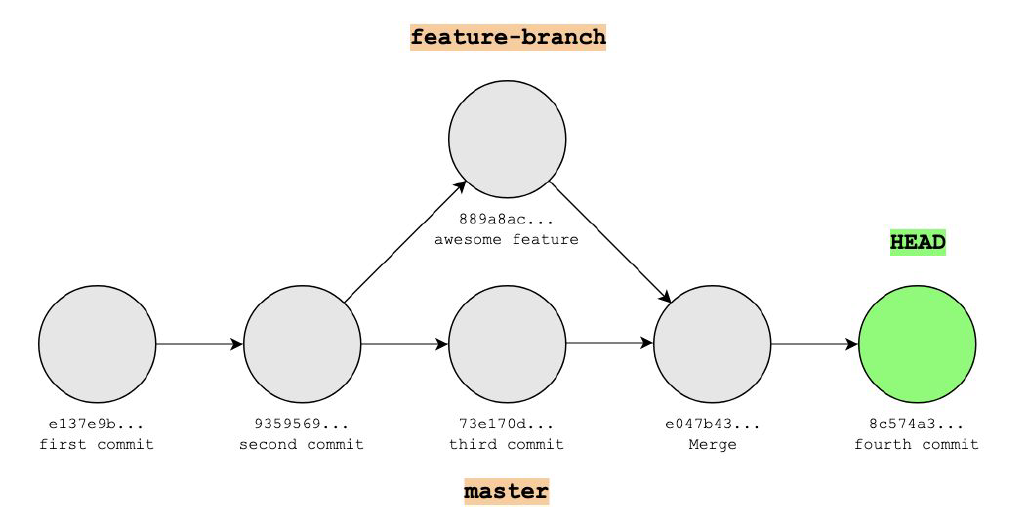 feature-branch
889a8ac...
awesome feature
HEAD
e137e9b...
first commit
9359569...
second commit
73e170d...
third commit
e047b43...
Merge
8c574a3...
fourth commit
master